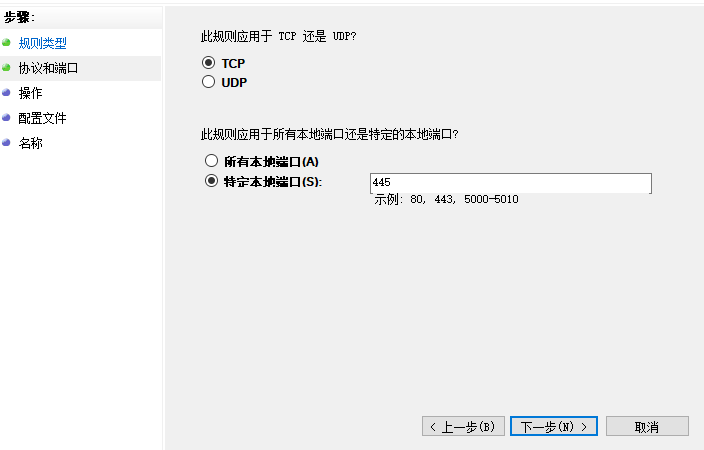 步骤:
规则类型
协议和端口
操作
配置文件
名称
此规则应用于 TCP 还是 UDP?
TCP
UDP
此规则应用于所有本地端口还是特定的本地端口?
所有本地端口(A)
特定本地端口(S):
445
示例: 80, 443, 5000-5010
< 上一步(B)
下一步(N) >
取消